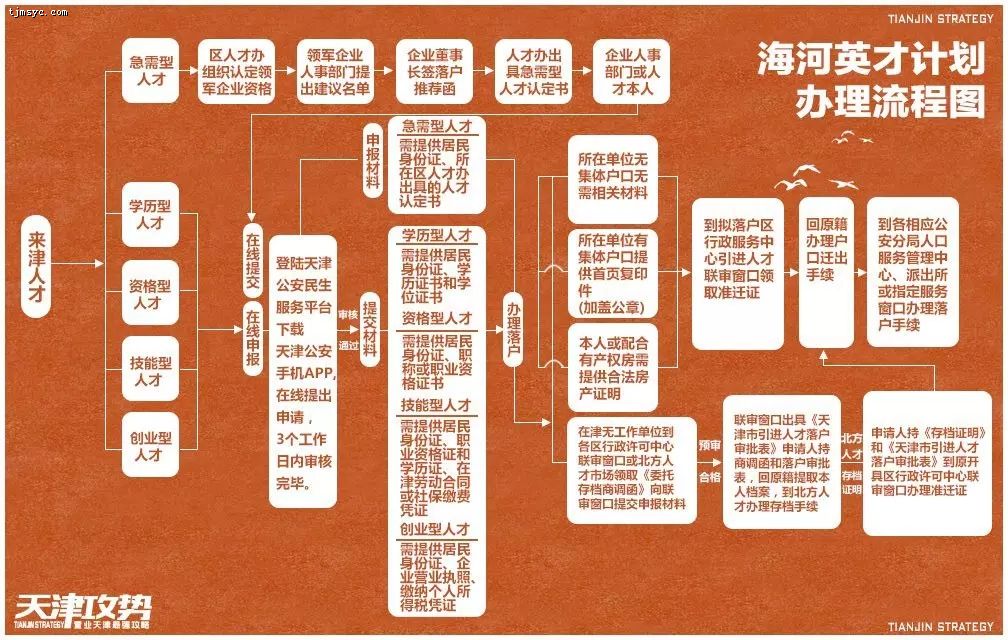 tjmsyc.com
TIANJIN STRATEGY
海河英才计划
办理流程图
来津人才
急需型
人才
区人才办
组织认定领
军企业资格
领军企业
人事部门提
出建议名单
企业董事
长签落户
推荐函
人才办出
具急需型
人才认定书
企业人事
部门或人
才本人
学历型
人才
资格型
人才
技能型
人才
创业型
人才
在线提交
在线申报
登陆天津
公安民生
服务平台
下载
天津公安
手机APP,
在线提出
申请，
3个工作
日内审核
完毕。
审核
通过
申报材料
提交材料
急需型人才
需提供居民
身份证、所
在区人才办
出具的人才
认定书
学历型人才
需提供居民
身份证、学
历证书和学
位证书
资格型人才
需提供居民
身份证、职
称或职业资
格证书
技能型人才
需提供居民
身份证、职
业资格证和
学历证、在
津劳动合同
或社保缴费
凭证
创业型人才
需提供居民
身份证、企
业营业执照、
缴纳个人所
得税凭证
办理落户
所在单位无
集体户口无
需相关材料
所在单位有
集体户口提
供首页复印
件
(加盖公章)
本人或配合
有产权房需
提供合法房
产证明
到拟落户区
行政服务中
心引进人才
联审窗口领
取准迁证
回原籍
办理户
口迁出
手续
到各相应公
安分局人口
服务管理中
心、派出所
或指定服务
窗口办理落
户手续
在津无工作单位到
各区行政许可中心
联审窗口或北方人
才市场领取《委托
存档商调函》向联
审窗口提交申报材料
预审
合格
联审窗口出具《天
津市引进人才落户
审批表》申请人持
商调函和落户审批
表，回原籍提取本
人档案，到北方人
才办理存档手续
北方
人才
存档
证明
申请人持《存档证明》
和《天津市引进人才
落户审批表》到原开
具区行政许可中心联
审窗口办理准迁证
天津攻势
TIANJIN STRATEGY 置业天津最强攻略
TIANJIN STRATEGY